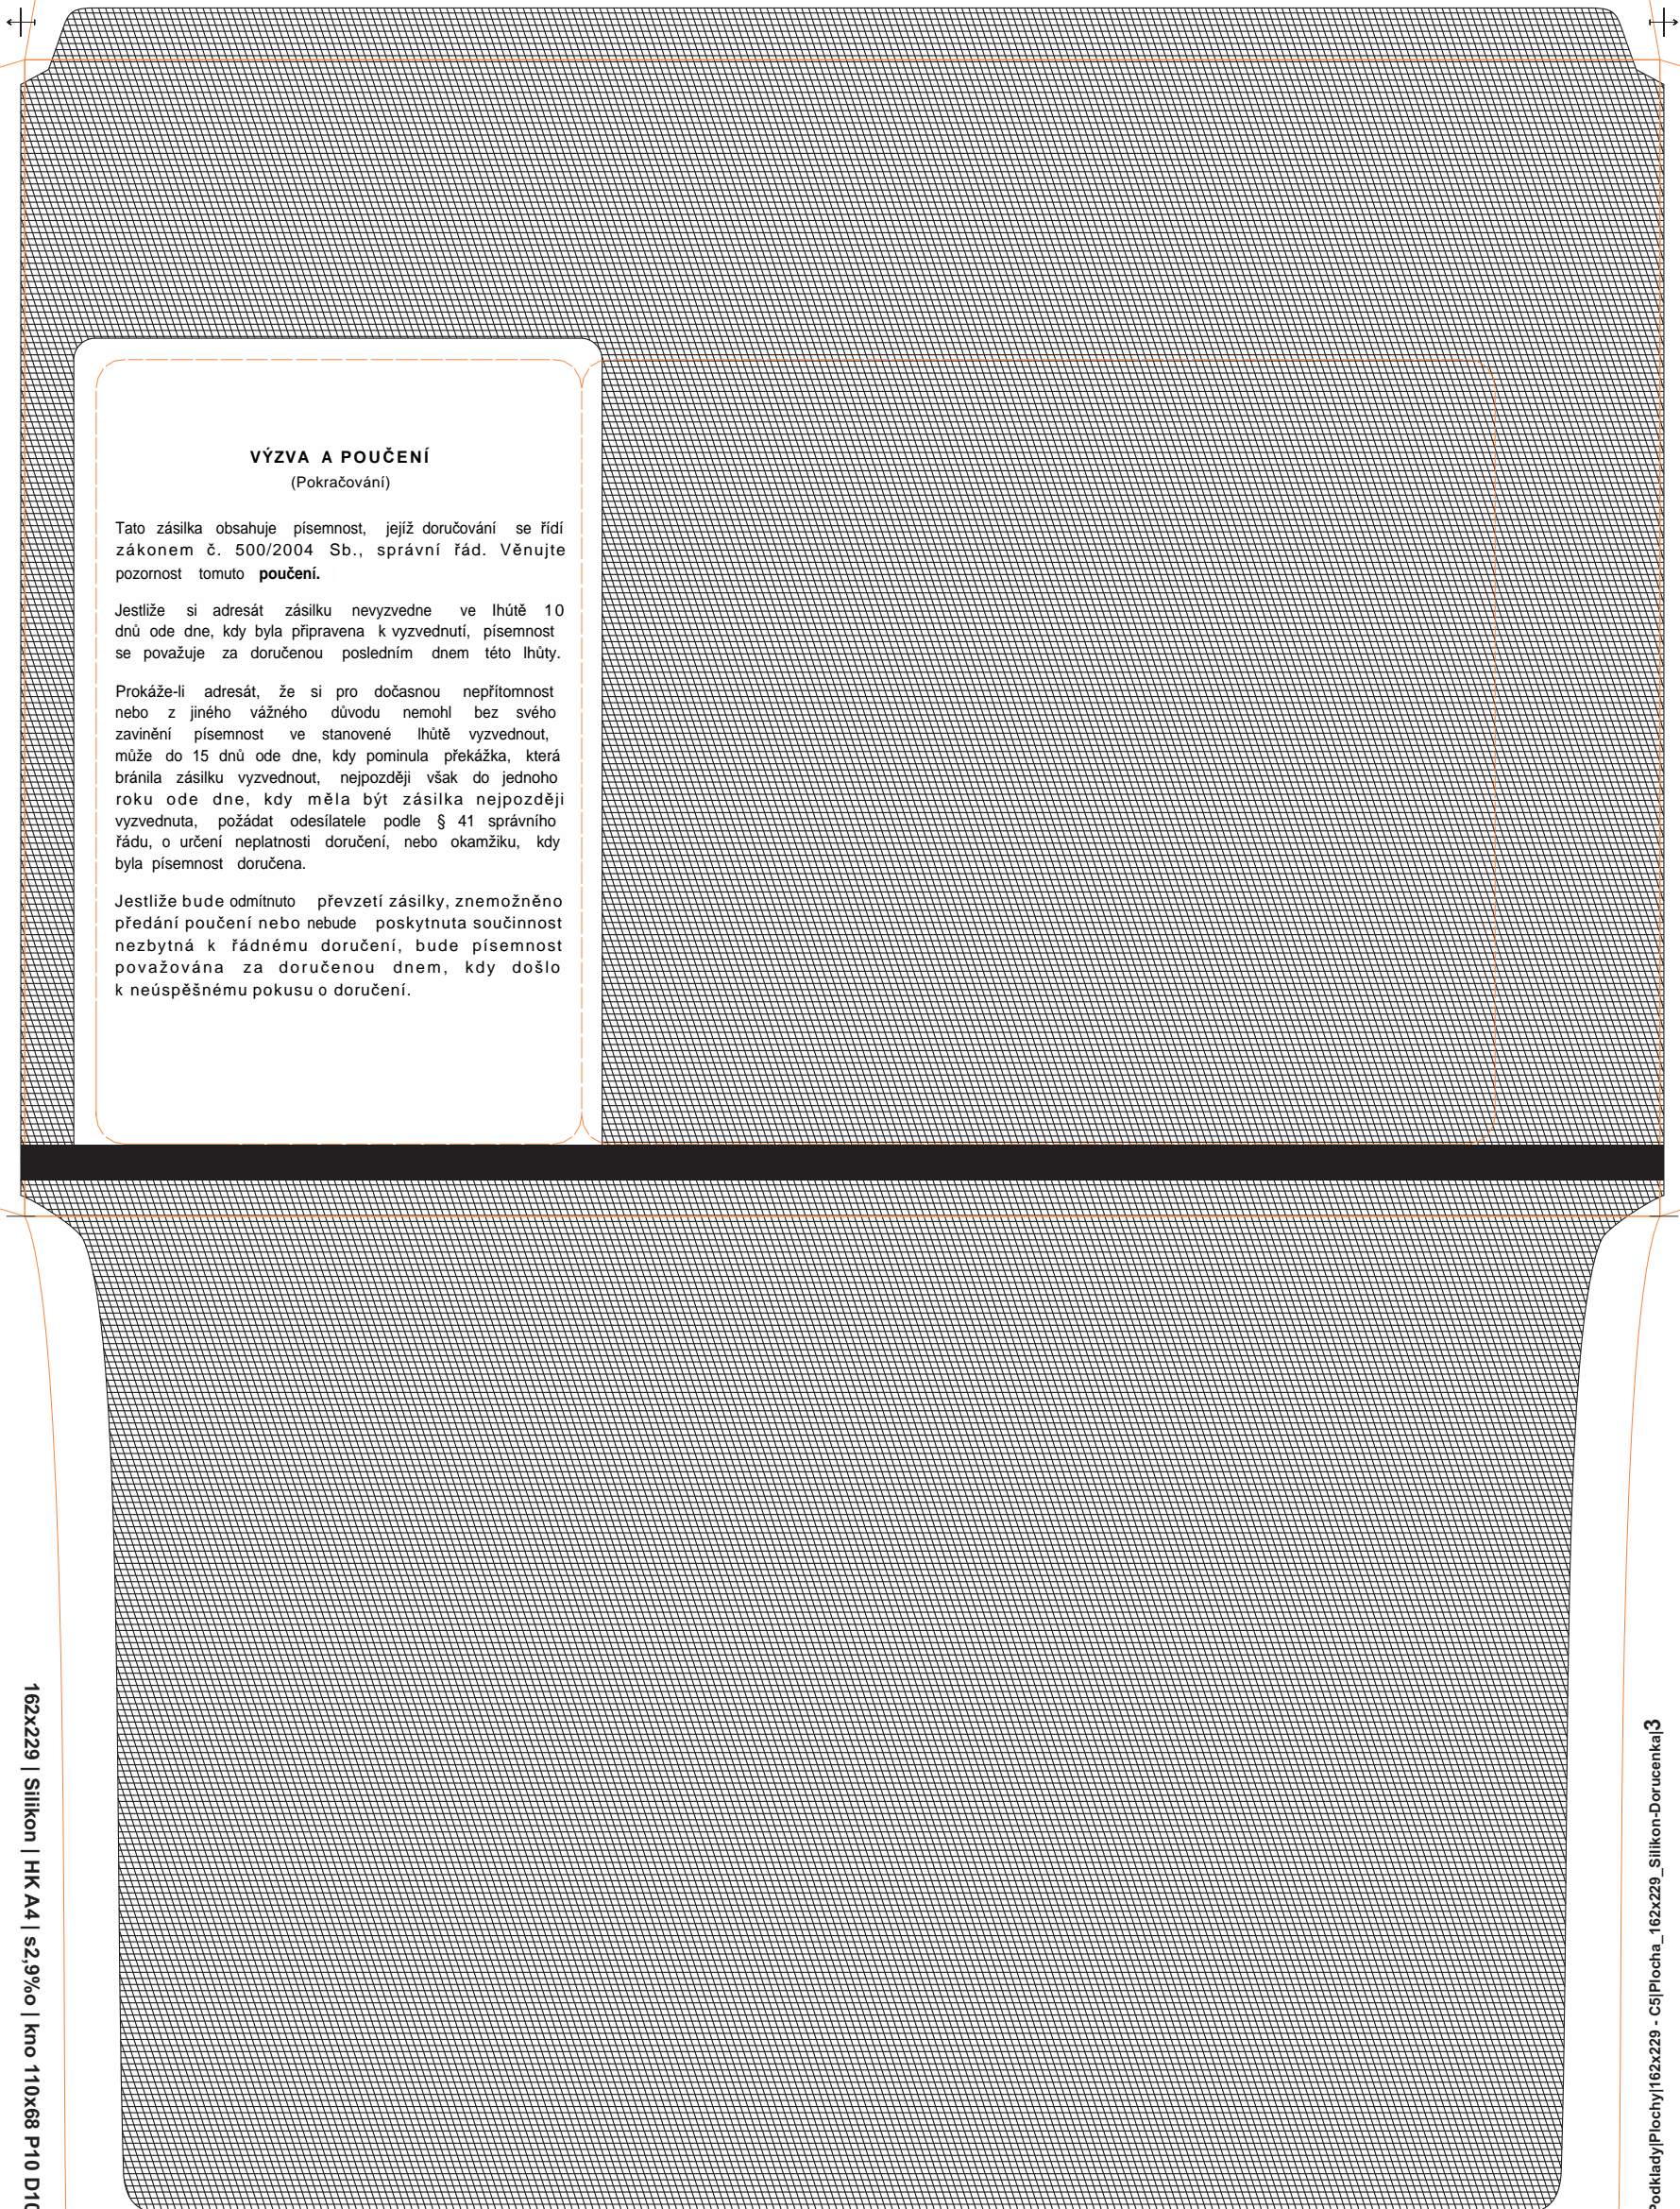 VÝZVA A POUČENÍ
(Pokračování)
Tato zásilka obsahuje písemnost, jejíž doručování se řídí
zákonem č. 500/2004 Sb., správní řád. Věnujte
pozornost tomuto poučení.
Jestliže si adresát zásilku nevyzvedne ve lhútě 10
dnů ode dne, kdy byla připravena k vyzvednutí, písemnost
se považuje za doručenou posledním dnem této lhůty.
Prokáže-li adresát, že si pro dočasnou nepřítomnost
nebo z jiného vážného důvodu nemohl bez svého
zavinění písemnost ve stanovené lhůtě vyzvednout,
může do 15 dnů ode dne, kdy pominula překážka, která
bránila zásilku vyzvednout, nejpozději však do jednoho
roku ode dne, kdy měla být zásilka nejpozději
vyzvednuta, požádat odesílatele podle § 41 správního
řádu, o určení neplatnosti doručení, nebo okamžiku, kdy
byla písemnost doručena.
Jestliže bude odmítnuto převzetí zásilky, znemožněno
předání poučení nebo nebude poskytnuta součinnost
nezbytná k řádnému doručení, bude písemnost
považována za doručenou dnem, kdy došlo
k neúspěšnému pokusu o doručení.
162x229 | Silikon | HK A4 | s2,9%o | kno 110x68 P10 D10
Podklady|Plochy|162x229 - C5|Plocha_162x229_Silikon-Dorucenka|3